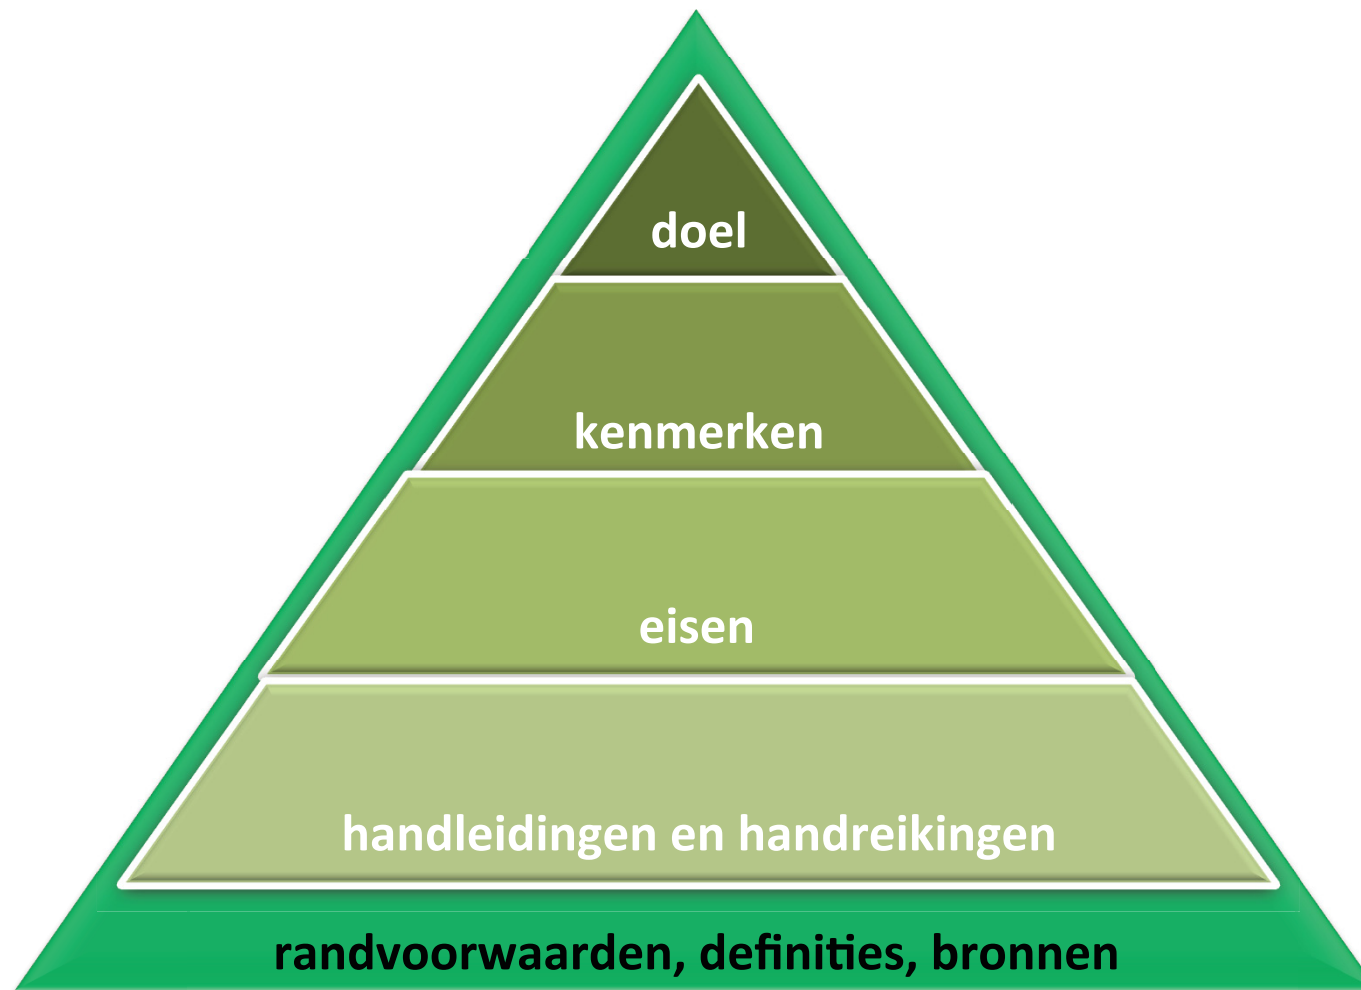 doel
kenmerken
eisen
handleidingen en handreikingen
randvoorwaarden, definities, bronnen